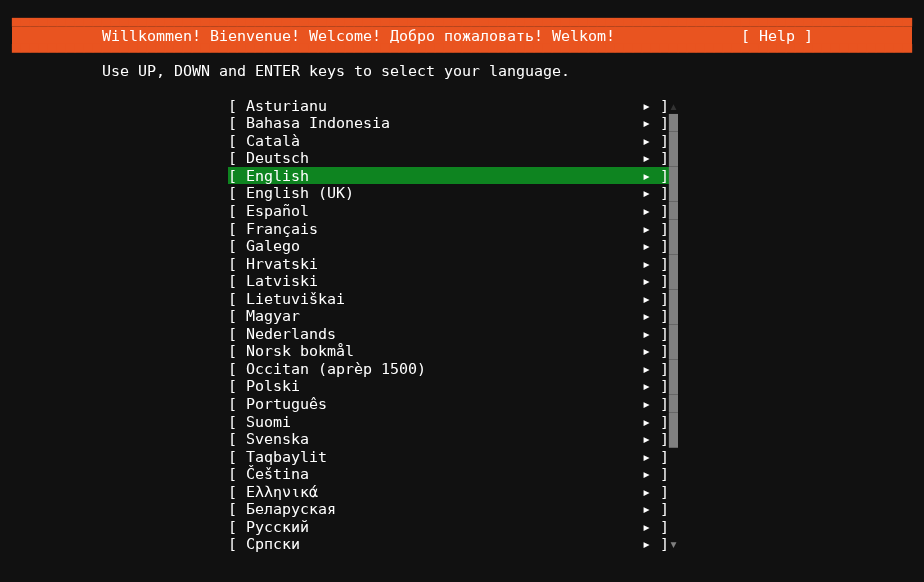 Willkommen! Bienvenue! Welcome! Добро пожаловать! Welkom! [ Help ]
Use UP, DOWN and ENTER keys to select your language.
[ Asturianu ▸ ]
[ Bahasa Indonesia ▸ ]
[ Català ▸ ]
[ Deutsch ▸ ]
[ English ▸ ]
[ English (UK) ▸ ]
[ Español ▸ ]
[ Français ▸ ]
[ Galego ▸ ]
[ Hrvatski ▸ ]
[ Latviski ▸ ]
[ Lietuviškai ▸ ]
[ Magyar ▸ ]
[ Nederlands ▸ ]
[ Norsk bokmål ▸ ]
[ Occitan (aprèp 1500) ▸ ]
[ Polski ▸ ]
[ Português ▸ ]
[ Suomi ▸ ]
[ Svenska ▸ ]
[ Taqbaylit ▸ ]
[ Čeština ▸ ]
[ Ελληνικά ▸ ]
[ Беларуская ▸ ]
[ Русский ▸ ]
[ Српски ▸ ]